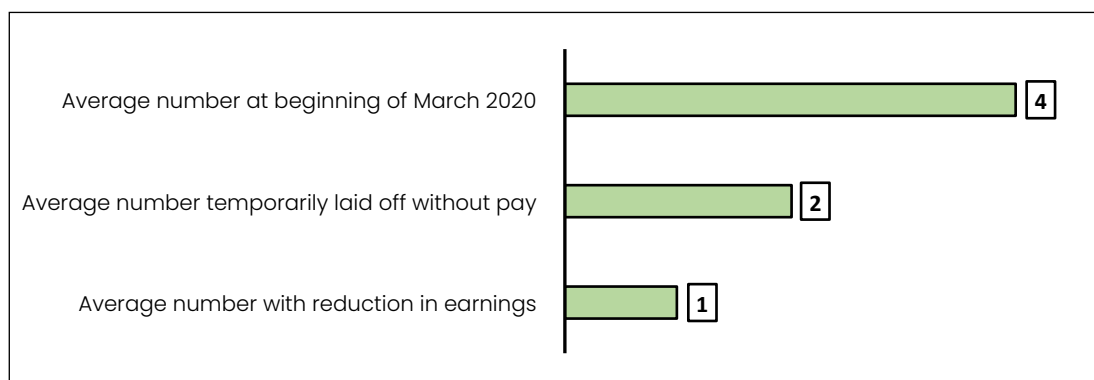 Average number at beginning of March 2020
4
Average number temporarily laid off without pay
2
Average number with reduction in earnings
1